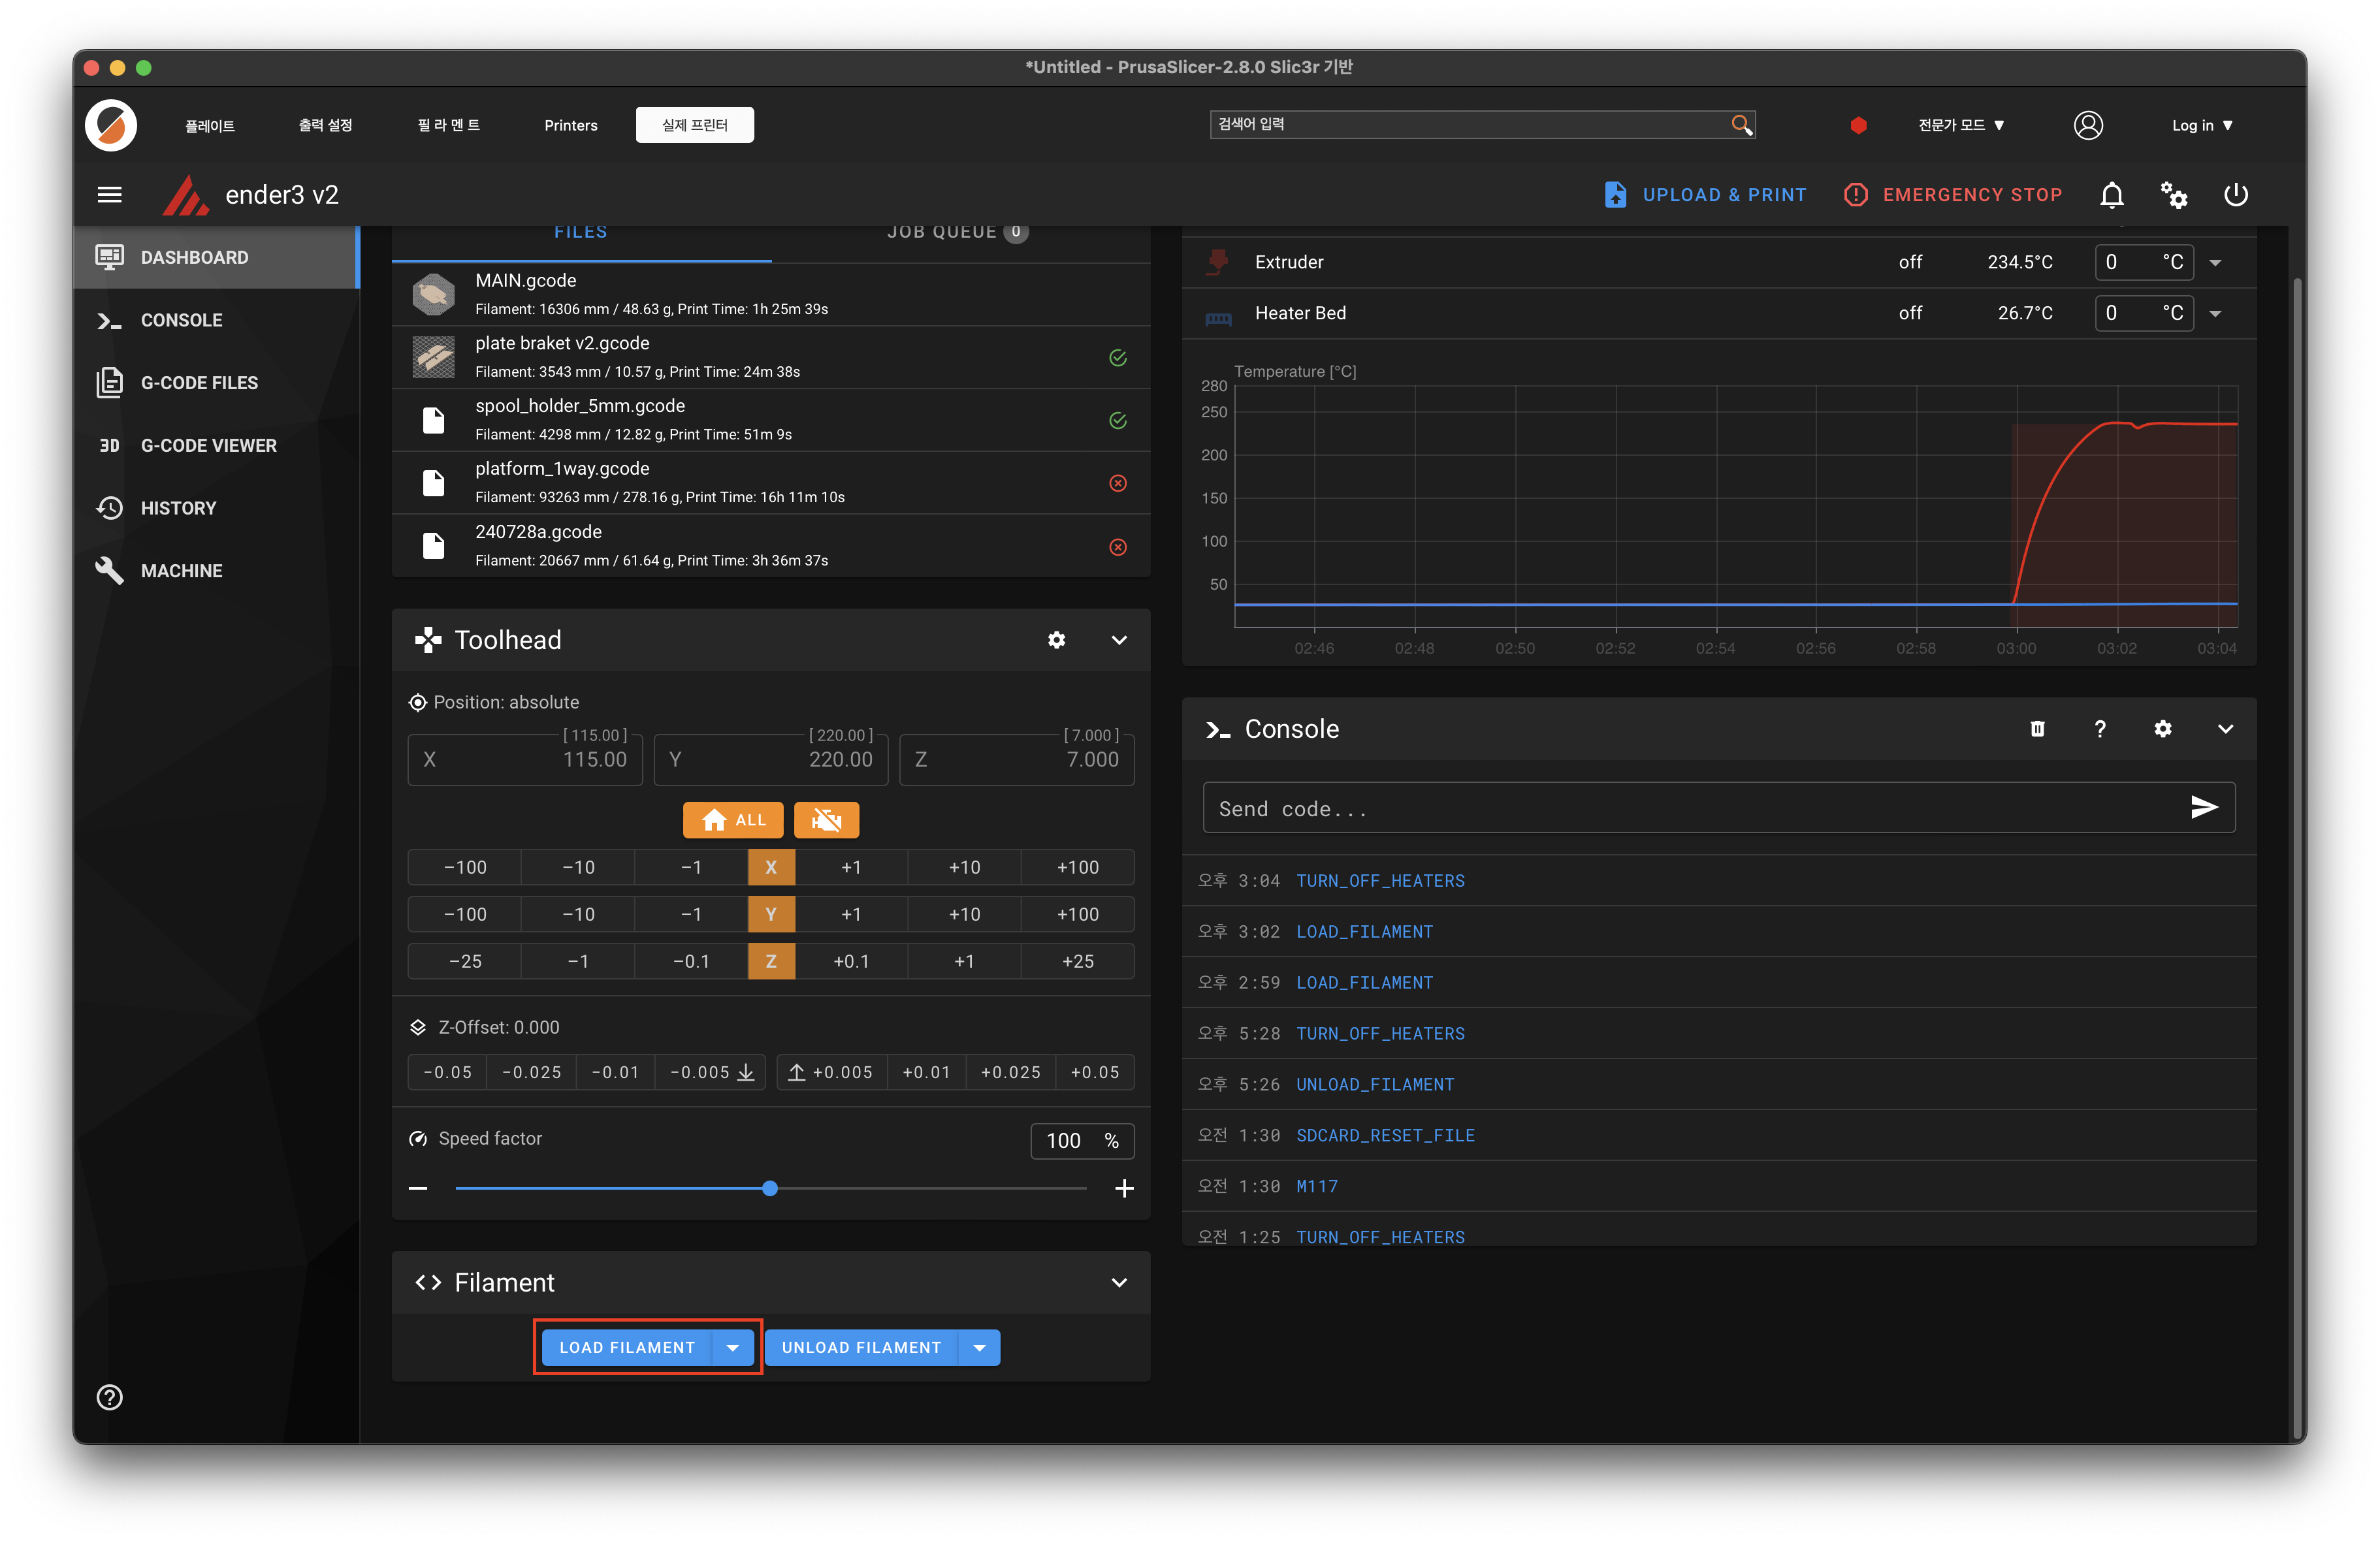 *Untitled - PrusaSlicer-2.8.0 Slic3r 기반
플레이트
출력 설정
필 라 멘 트
Printers
실제 프린터
검색어 입력
전문가 모드
Log in
ender3 v2
UPLOAD & PRINT
EMERGENCY STOP
DASHBOARD
CONSOLE
G-CODE FILES
3D G-CODE VIEWER
HISTORY
MACHINE
FILES
JOB QUEUE 0
MAIN.gcode
Filament: 16306 mm / 48.63 g, Print Time: 1h 25m 39s
plate braket v2.gcode
Filament: 3543 mm / 10.57 g, Print Time: 24m 38s
spool_holder_5mm.gcode
Filament: 4298 mm / 12.82 g, Print Time: 51m 9s
platform_1way.gcode
Filament: 93263 mm / 278.16 g, Print Time: 16h 11m 10s
240728a.gcode
Filament: 20667 mm / 61.64 g, Print Time: 3h 36m 37s
Toolhead
Position: absolute
[ 115.00 ]
X 115.00
[ 220.00 ]
Y 220.00
[ 7.000 ]
Z 7.000
ALL
−100 −10 −1 X +1 +10 +100
−100 −10 −1 Y +1 +10 +100
−25 −1 −0.1 Z +0.1 +1 +25
Z-Offset: 0.000
-0.05 -0.025 -0.01 -0.005 +0.005 +0.01 +0.025 +0.05
Speed factor
100 %
Filament
LOAD FILAMENT
UNLOAD FILAMENT
Extruder off 234.5°C 0 °C
Heater Bed off 26.7°C 0 °C
Temperature [°C]
280
250
200
150
100
50
02:46 02:48 02:50 02:52 02:54 02:56 02:58 03:00 03:02 03:04
Console
Send code...
오후 3:04 TURN_OFF_HEATERS
오후 3:02 LOAD_FILAMENT
오후 2:59 LOAD_FILAMENT
오후 5:28 TURN_OFF_HEATERS
오후 5:26 UNLOAD_FILAMENT
오전 1:30 SDCARD_RESET_FILE
오전 1:30 M117
오전 1:25 TURN_OFF_HEATERS